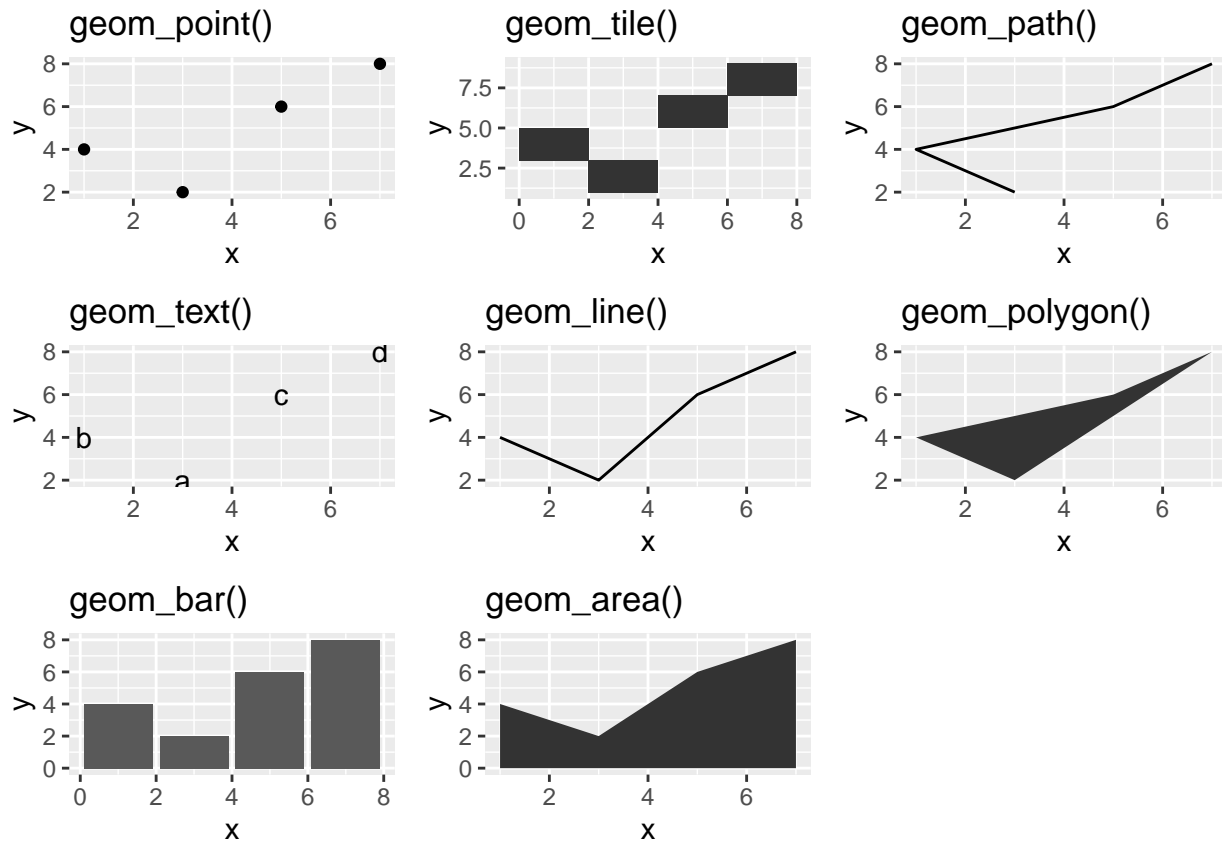 geom_point()
8
6
4
2
y
2 4 6
x
geom_tile()
7.5
5.0
2.5
y
0 2 4 6 8
x
geom_path()
8
6
4
2
y
2 4 6
x
geom_text()
8
6
4
2
y
d
c
b
a
2 4 6
x
geom_line()
8
6
4
2
y
2 4 6
x
geom_polygon()
8
6
4
2
y
2 4 6
x
geom_bar()
8
6
4
2
0
y
0 2 4 6 8
x
geom_area()
8
6
4
2
0
y
2 4 6
x